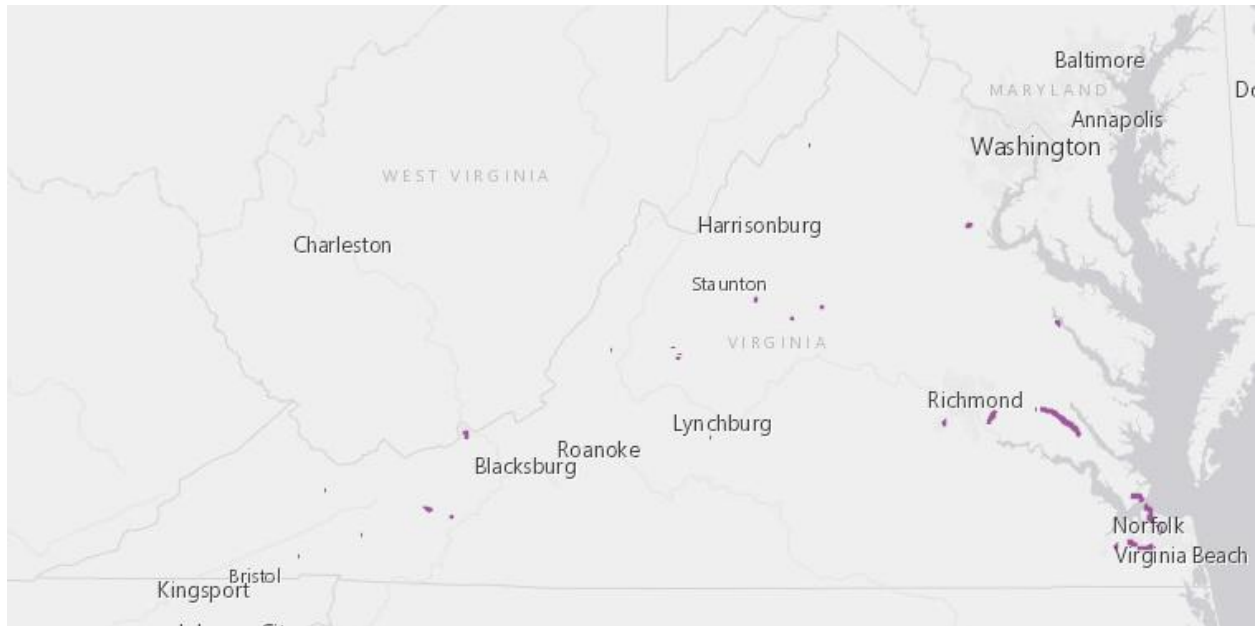 Baltimore
MARYLAND
Do
Annapolis
Washington
WEST VIRGINIA
Harrisonburg
Charleston
Staunton
VIRGINIA
Richmond
Lynchburg
Roanoke
Blacksburg
Norfolk
Virginia Beach
Bristol
Kingsport